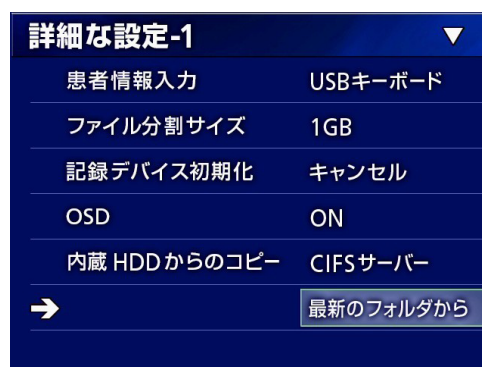 詳細な設定-1 ▼
患者情報入力 USBキーボード
ファイル分割サイズ 1GB
記録デバイス初期化 キャンセル
OSD ON
内蔵HDDからのコピー CIFSサーバー
➔ 最新のフォルダから